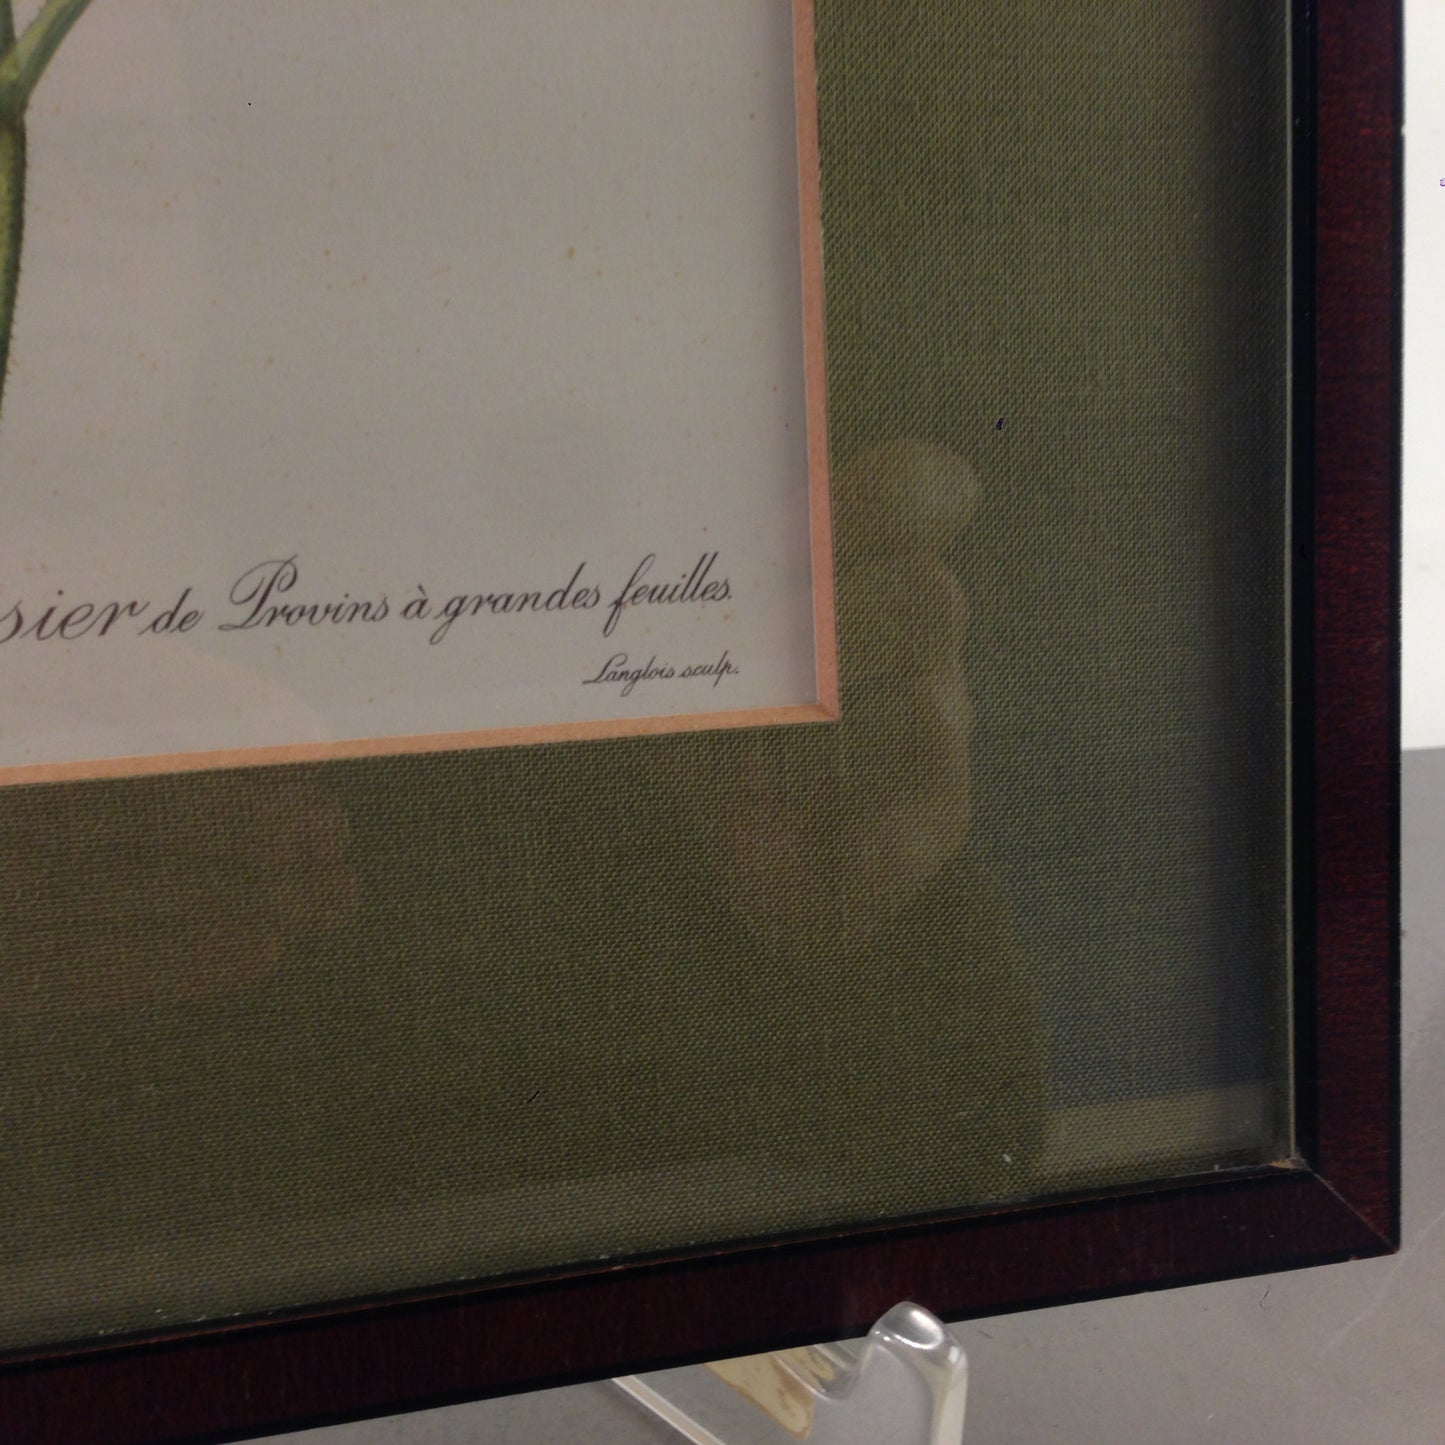 sier de Provins à grandes feuilles.
Langlois sculp.